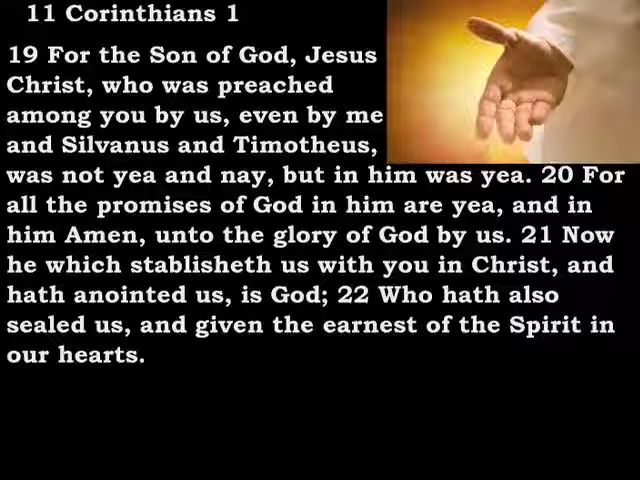 11 Corinthians 1
19 For the Son of God, Jesus
Christ, who was preached
among you by us, even by me
and Silvanus and Timotheus,
was not yea and nay, but in him was yea. 20 For
all the promises of God in him are yea, and in
him Amen, unto the glory of God by us. 21 Now
he which stablisheth us with you in Christ, and
hath anointed us, is God; 22 Who hath also
sealed us, and given the earnest of the Spirit in
our hearts.